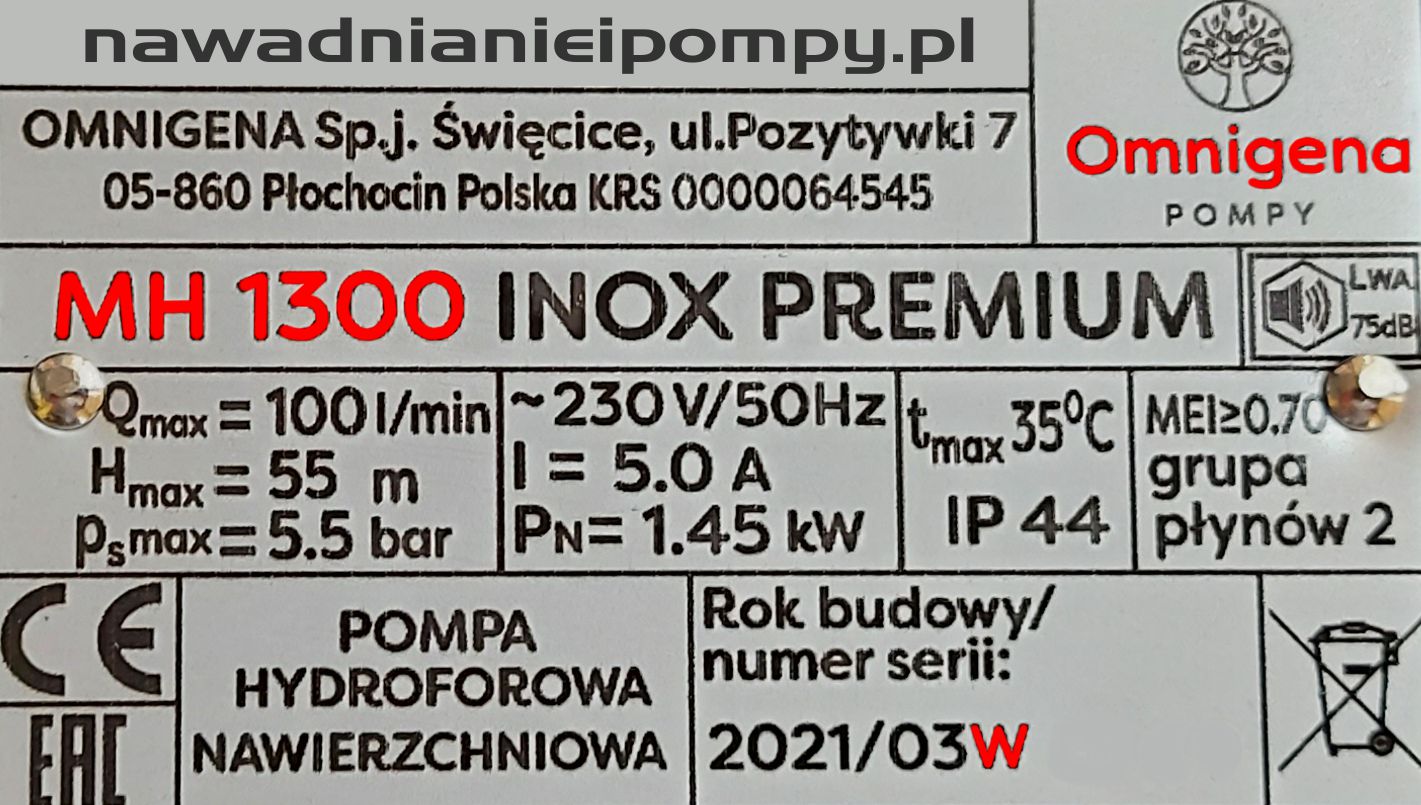 nawadnianieipompy.pl
OMNIGENA Sp.j. Święcice, ul.Pozytywki 7
05-860 Płochocin Polska KRS 0000064545
Omnigena
POMPY
MH 1300 INOX PREMIUM
LWA
75dB
Qmax = 100 l/min
Hmax = 55 m
psmax = 5.5 bar
~230V/50Hz
I = 5.0 A
PN= 1.45 kW
tmax 35°C
IP 44
MEI≥0.70
grupa
płynów 2
CE
EAC
POMPA
HYDROFOROWA
NAWIERZCHNIOWA
Rok budowy/
numer serii:
2021/03W